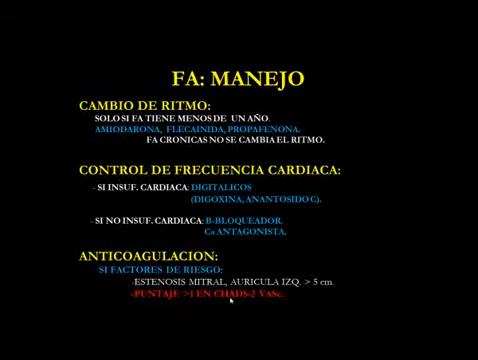 FA: MANEJO
CAMBIO DE RITMO:
SOLO SI FA TIENE MENOS DE UN AÑO.
AMIODARONA, FLECAINIDA, PROPAFENONA.
FA CRONICAS NO SE CAMBIA EL RITMO.
CONTROL DE FRECUENCIA CARDIACA:
- SI INSUF. CARDIACA: DIGITALICOS
(DIGOXINA, ANANTOSIDO C).
- SI NO INSUF. CARDIACA: B-BLOQUEADOR.
Ca ANTAGONISTA.
ANTICOAGULACION:
SI FACTORES DE RIESGO:
-ESTENOSIS MITRAL, AURICULA IZQ. > 5 cm.
-PUNTAJE >1 EN CHADS-2 VASc.